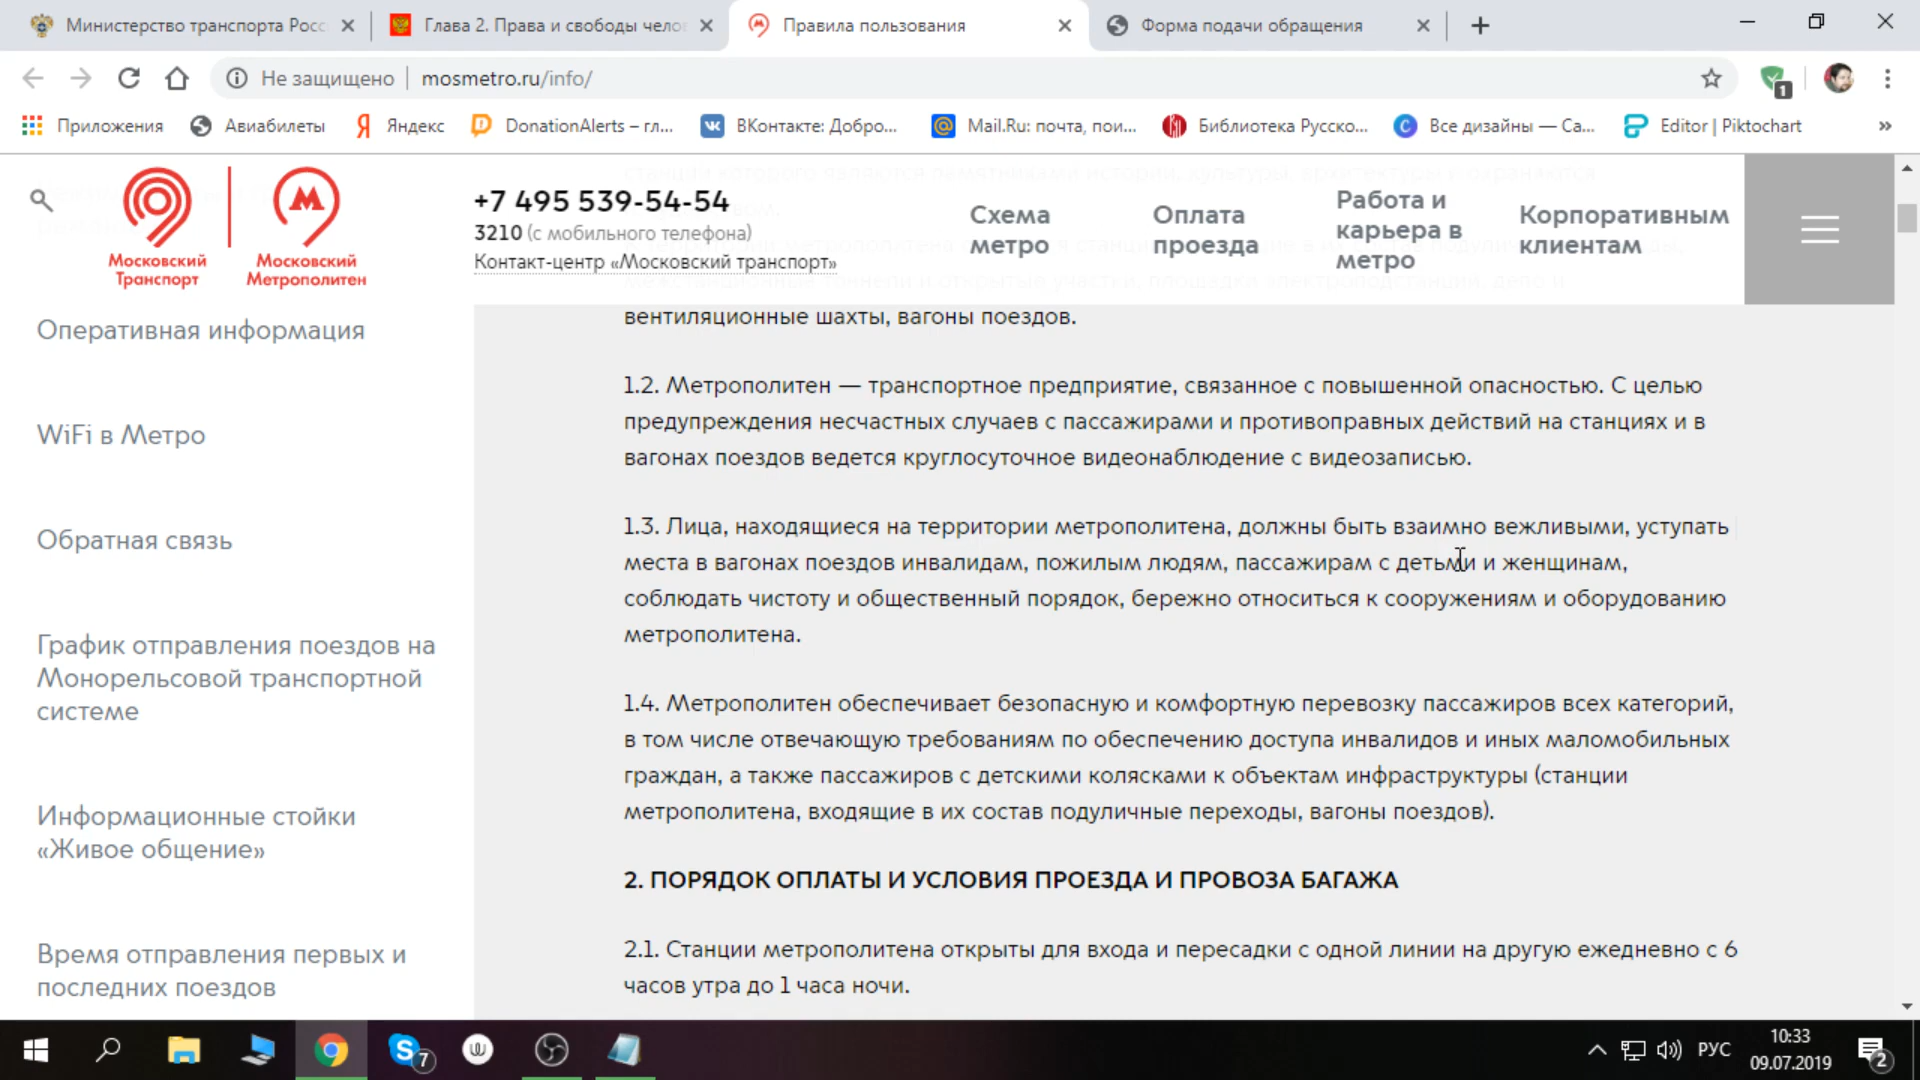 Министерство транспорта Росс
Глава 2. Права и свободы чело
Правила пользования
Форма подачи обращения
Не защищено
mosmetro.ru/info/
1
Приложения
Авиабилеты
Яндекс
DonationAlerts – гл...
ВКонтакте: Добро...
Mail.Ru: почта, пои...
Библиотека Русско...
Все дизайны — Ca...
Editor | Piktochart
Московский
Транспорт
Московский
Метрополитен
+7 495 539-54-54
3210 (с мобильного телефона)
Контакт-центр «Московский транспорт»
Схема
метро
Оплата
проезда
Работа и
карьера в
метро
Корпоративным
клиентам
Оперативная информация
WiFi в Метро
Обратная связь
График отправления поездов на
Монорельсовой транспортной
системе
Информационные стойки
«Живое общение»
Время отправления первых и
последних поездов
вентиляционные шахты, вагоны поездов.
1.2. Метрополитен — транспортное предприятие, связанное с повышенной опасностью. С целью
предупреждения несчастных случаев с пассажирами и противоправных действий на станциях и в
вагонах поездов ведется круглосуточное видеонаблюдение с видеозаписью.
1.3. Лица, находящиеся на территории метрополитена, должны быть взаимно вежливыми, уступать
места в вагонах поездов инвалидам, пожилым людям, пассажирам с детьми и женщинам,
соблюдать чистоту и общественный порядок, бережно относиться к сооружениям и оборудованию
метрополитена.
1.4. Метрополитен обеспечивает безопасную и комфортную перевозку пассажиров всех категорий,
в том числе отвечающую требованиям по обеспечению доступа инвалидов и иных маломобильных
граждан, а также пассажиров с детскими колясками к объектам инфраструктуры (станции
метрополитена, входящие в их состав подуличные переходы, вагоны поездов).
2. ПОРЯДОК ОПЛАТЫ И УСЛОВИЯ ПРОЕЗДА И ПРОВОЗА БАГАЖА
2.1. Станции метрополитена открыты для входа и пересадки с одной линии на другую ежедневно с 6
часов утра до 1 часа ночи.
7
РУС
10:33
09.07.2019
2